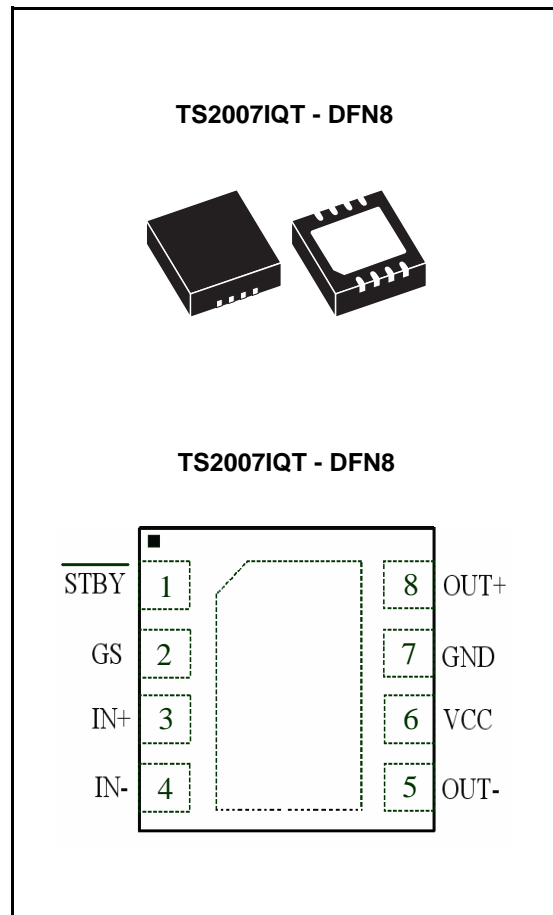 TS2007IQT - DFN8
TS2007IQT - DFN8
STBY 1 8 OUT+
GS 2 7 GND
IN+ 3 6 VCC
IN- 4 5 OUT-